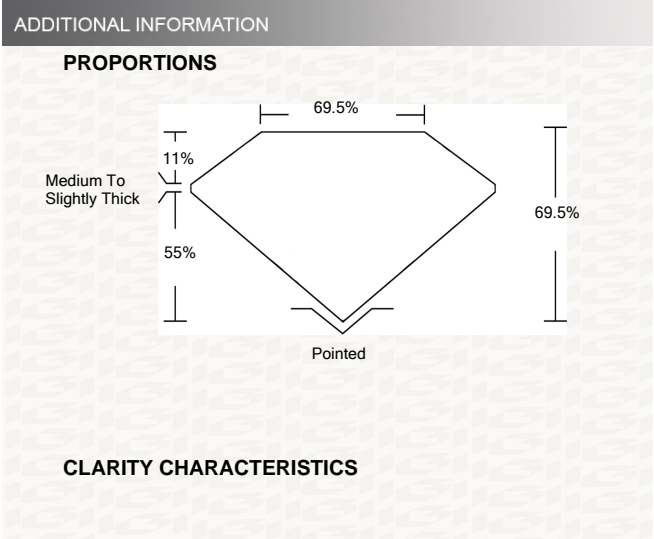 ADDITIONAL INFORMATION
PROPORTIONS
69.5%
11%
Medium To
Slightly Thick
69.5%
55%
Pointed
CLARITY CHARACTERISTICS